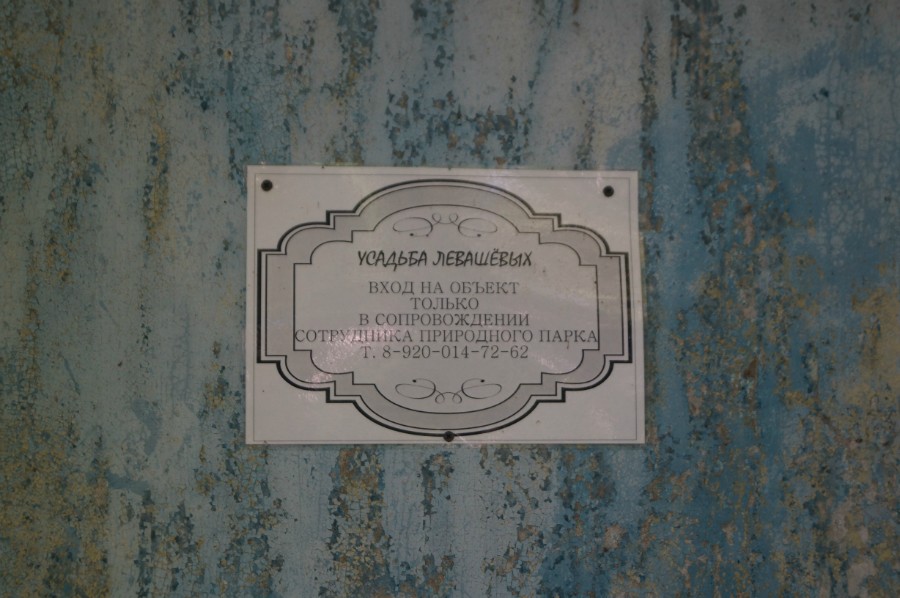 УСАДЬБА ЛЕВАШЁВЫХ
ВХОД НА ОБЪЕКТ
ТОЛЬКО
В СОПРОВОЖДЕНИИ
СОТРУДНИКА ПРИРОДНОГО ПАРКА
Т. 8-920-014-72-62